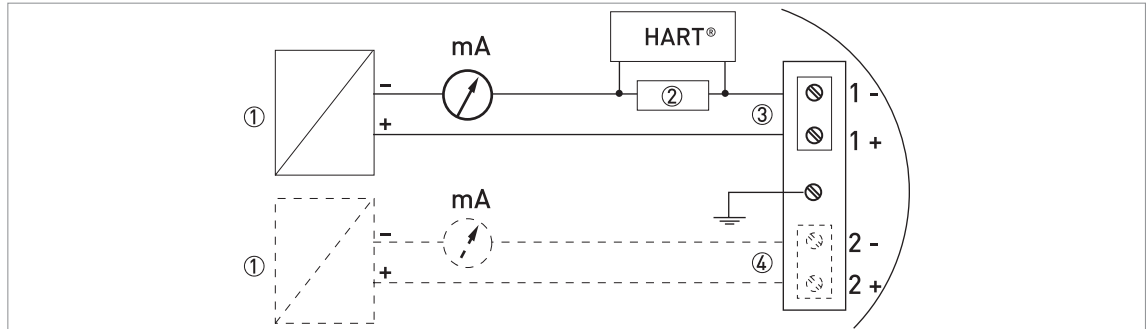 HART®
mA
① - ② ③ 1 -
+ 1 +
mA
① - ④ 2 -
+ 2 +